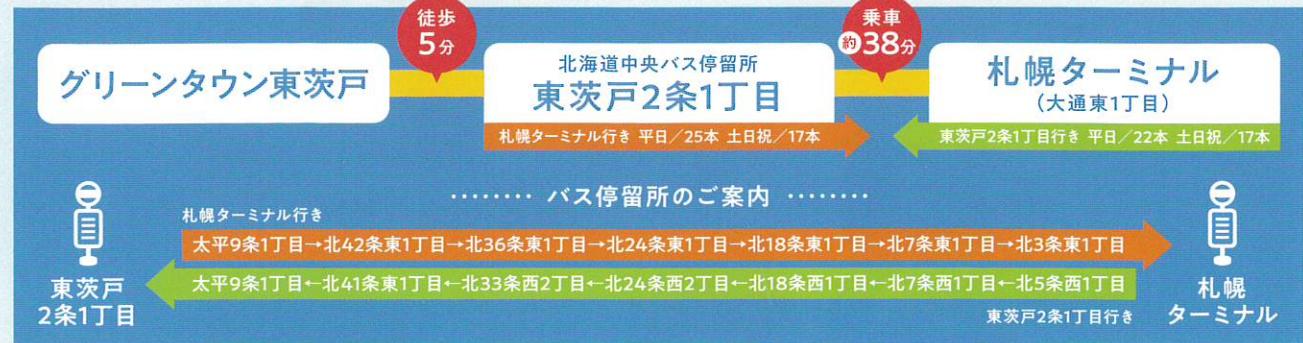 徒歩
5分
乗車
約38分
グリーンタウン東茨戸
北海道中央バス停留所
東茨戸2条1丁目
札幌ターミナル
(大通東1丁目)
札幌ターミナル行き 平日/25本 土日祝/17本
東茨戸2条1丁目行き 平日/22本 土日祝/17本
‥‥‥‥ バス停留所のご案内 ‥‥‥‥
札幌ターミナル行き
太平9条1丁目→北42条東1丁目→北36条東1丁目→北24条東1丁目→北18条東1丁目→北7条東1丁目→北3条東1丁目
太平9条1丁目←北41条東1丁目←北33条西2丁目←北24条西2丁目←北18条西1丁目←北7条西1丁目←北5条西1丁目
東茨戸2条1丁目行き
東茨戸
2条1丁目
札幌
ターミナル